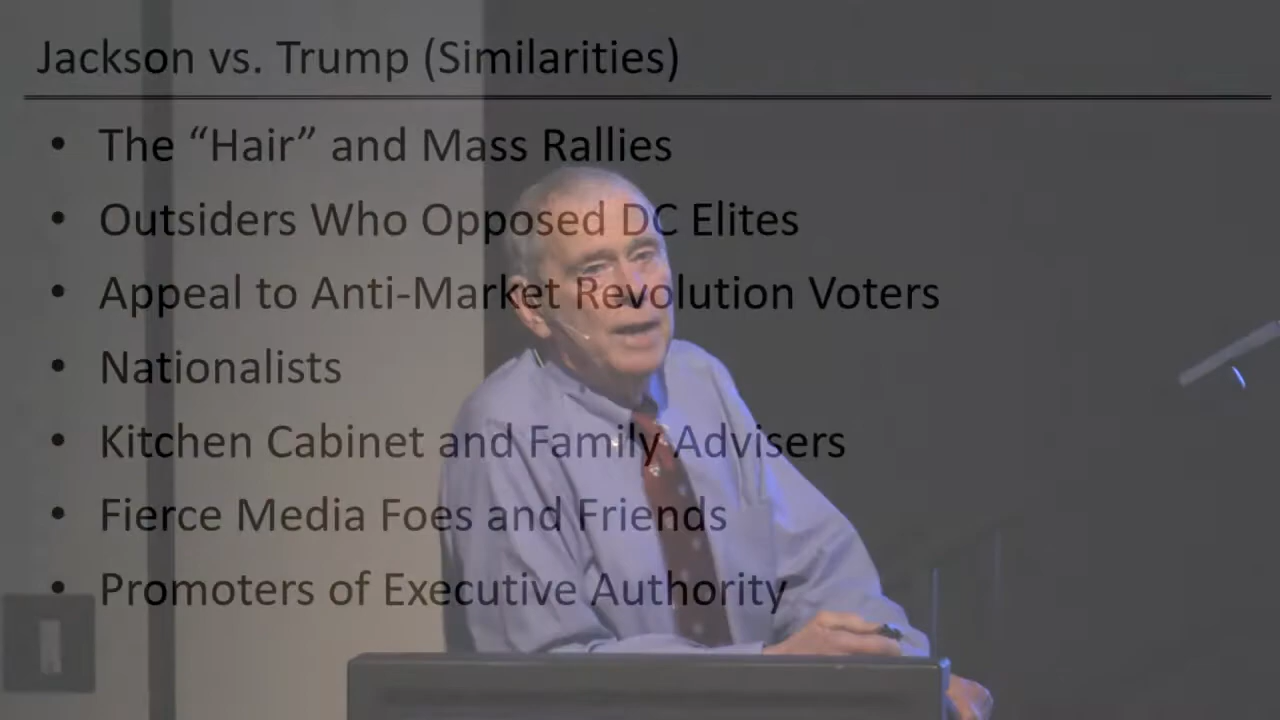 Jackson vs. Trump (Similarities)
• The “Hair” and Mass Rallies
• Outsiders Who Opposed DC Elites
• Appeal to Anti-Market Revolution Voters
• Nationalists
• Kitchen Cabinet and Family Advisers
• Fierce Media Foes and Friends
• Promoters of Executive Authority